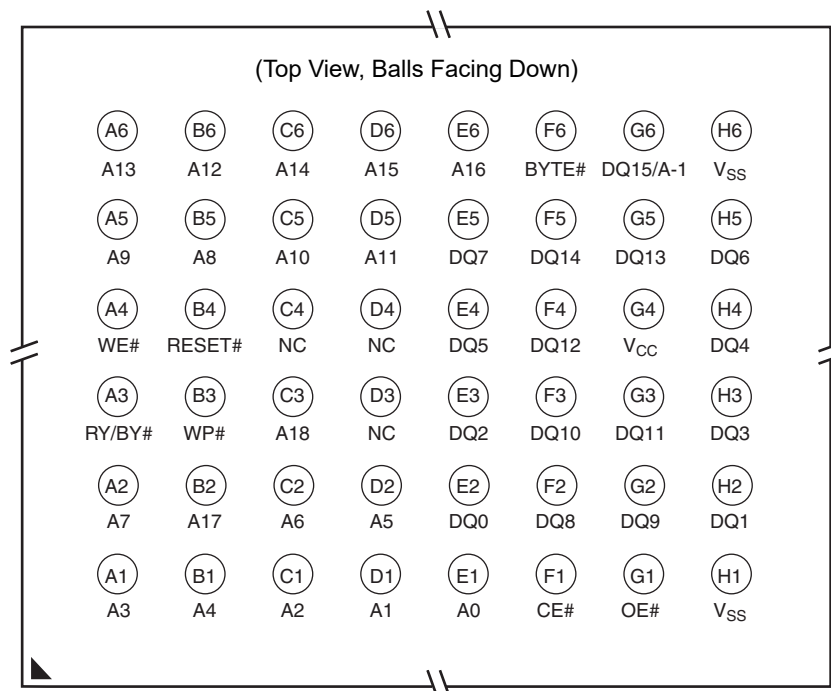 (Top View, Balls Facing Down)
A6 B6 C6 D6 E6 F6 G6 H6
A13 A12 A14 A15 A16 BYTE# DQ15/A-1 VSS
A5 B5 C5 D5 E5 F5 G5 H5
A9 A8 A10 A11 DQ7 DQ14 DQ13 DQ6
A4 B4 C4 D4 E4 F4 G4 H4
WE# RESET# NC NC DQ5 DQ12 VCC DQ4
A3 B3 C3 D3 E3 F3 G3 H3
RY/BY# WP# A18 NC DQ2 DQ10 DQ11 DQ3
A2 B2 C2 D2 E2 F2 G2 H2
A7 A17 A6 A5 DQ0 DQ8 DQ9 DQ1
A1 B1 C1 D1 E1 F1 G1 H1
A3 A4 A2 A1 A0 CE# OE# VSS